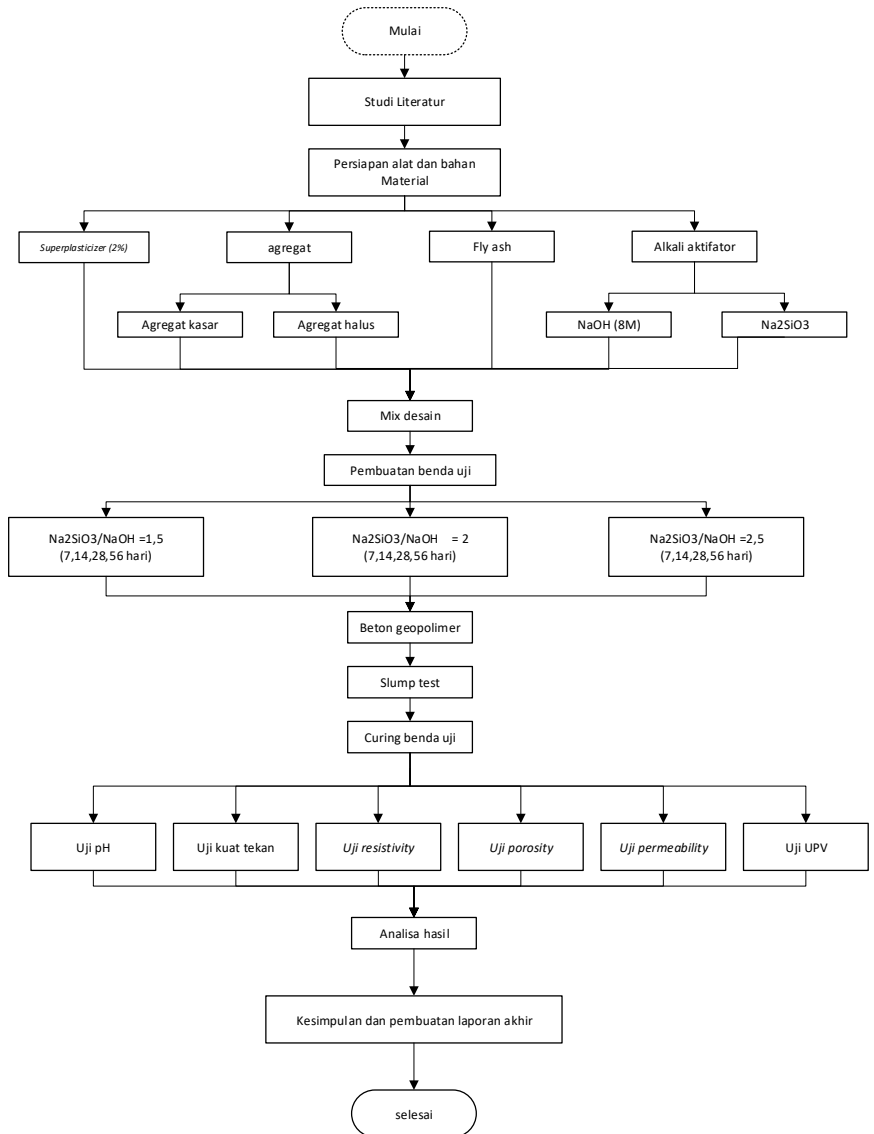 Mulai
Studi Literatur
Persiapan alat dan bahan
Material
Superplasticizer (2%)
agregat
Fly ash
Alkali aktifator
Agregat kasar
Agregat halus
NaOH (8M)
Na2SiO3
Mix desain
Pembuatan benda uji
Na2SiO3/NaOH =1,5
(7,14,28,56 hari)
Na2SiO3/NaOH = 2
(7,14,28,56 hari)
Na2SiO3/NaOH =2,5
(7,14,28,56 hari)
Beton geopolimer
Slump test
Curing benda uji
Uji pH
Uji kuat tekan
Uji resistivity
Uji porosity
Uji permeability
Uji UPV
Analisa hasil
Kesimpulan dan pembuatan laporan akhir
selesai